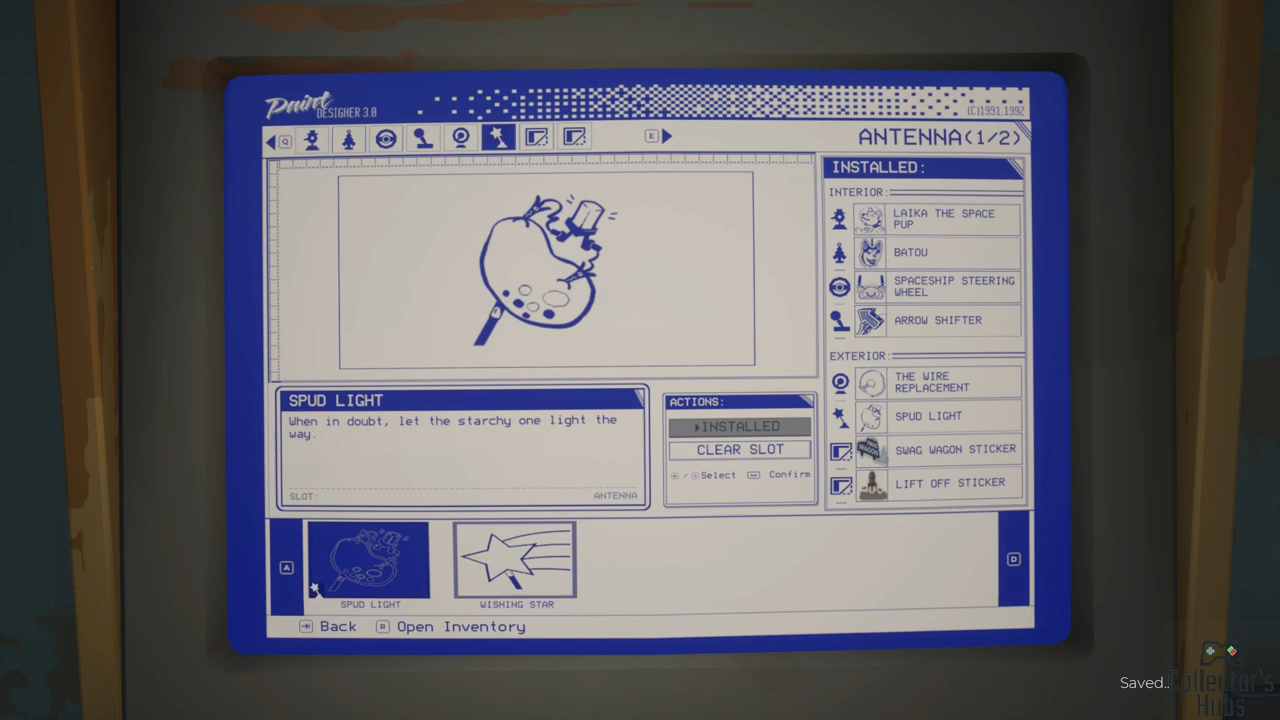 Paint
DESIGNER 3.0
(C)1991,1992
Q
E
ANTENNA(1/2)
INSTALLED:
INTERIOR:
LAIKA THE SPACE
PUP
BATOU
SPACESHIP STEERING
WHEEL
ARROW SHIFTER
EXTERIOR:
THE WIRE
REPLACEMENT
SPUD LIGHT
SWAG WAGON STICKER
LIFT OFF STICKER
SPUD LIGHT
When in doubt, let the starchy one light the
way.
SLOT:
ANTENNA
ACTIONS:
INSTALLED
CLEAR SLOT
/ Select
Confirm
A
D
SPUD LIGHT
WISHING STAR
Back
R Open Inventory
Saved..
Collector's
Hubs